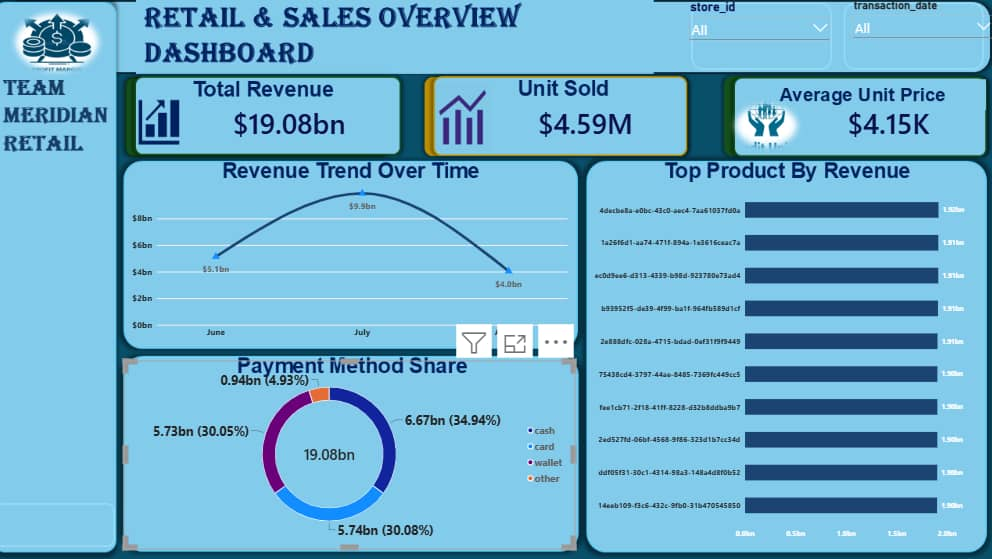 RETAIL & SALES OVERVIEW
DASHBOARD
store_id
All
transaction_date
All
TEAM
MERIDIAN
RETAIL
Total Revenue
$19.08bn
Unit Sold
$4.59M
Average Unit Price
$4.15K
Revenue Trend Over Time
$8bn
$6bn
$4bn
$2bn
$0bn
$5.1bn
$9.9bn
$4.0bn
June
July
Top Product By Revenue
4decbe8a-e0bc-43c0-aec4-7aa61037fd0a 1.92bn
1a26f6d1-aa74-471f-894a-1e3616ceac7a 1.91bn
ec0d9ee6-d313-4339-b98d-923780e73ad4 1.91bn
b93952f5-de39-4f99-ba1f-964fb589d1cf 1.91bn
2e888dfc-028a-4715-bdad-0ef31f9f9449 1.91bn
75438cd4-3797-44ae-8485-7369fc449cc5 1.90bn
fee1cb71-2f18-41ff-8228-d32b8ddba9b7 1.90bn
2ed527fd-06bf-4568-9f86-323d1b7cc34d 1.90bn
ddf05f31-30c1-4314-98a3-148a4d8f0b52 1.90bn
14eeb109-f3c6-432c-9fb0-31b470545850 1.90bn
0.0bn 0.5bn 1.0bn 1.5bn 2.0bn
Payment Method Share
0.94bn (4.93%)
6.67bn (34.94%)
5.73bn (30.05%)
5.74bn (30.08%)
19.08bn
cash
card
wallet
other